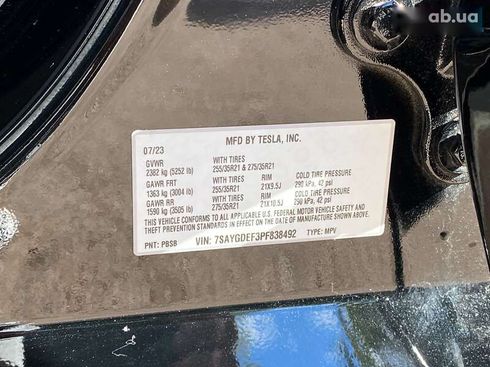 ab.ua
MFD BY TESLA, INC.
07/23
GVWR WITH TIRES
2382 kg (5252 lb) 255/35R21 & 275/35R21
GAWR FRT WITH TIRES RIM COLD TIRE PRESSURE
1363 kg (3004 lb) 255/35R21 21X9.5J 290 kPa, 42 psi
GAWR RR WITH TIRES RIM COLD TIRE PRESSURE
1590 kg (3505 lb) 275/35R21 21X10.5J 290 kPa, 42 psi
THIS VEHICLE CONFORMS TO ALL APPLICABLE U.S. FEDERAL MOTOR VEHICLE SAFETY AND
THEFT PREVENTION STANDARDS IN EFFECT ON THE DATE OF MANUFACTURE SHOWN ABOVE.
PNT: PBSB VIN: 7SAYGDEF3PF838492 TYPE: MPV